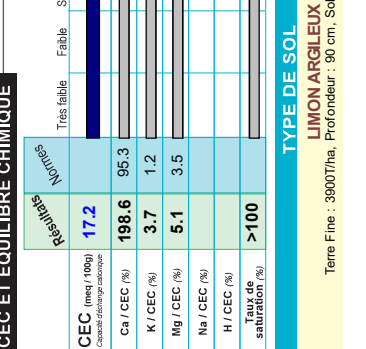 CEC ET EQUILIBRE CHIMIQUE
Résultats Normes Très faible Faible
CEC (meq / 100g) 17.2
Capacité d'échange cationique
Ca / CEC (%) 198.6 95.3
K / CEC (%) 3.7 1.2
Mg / CEC (%) 5.1 3.5
Na / CEC (%)
H / CEC (%)
Taux de
saturation (%) >100
TYPE DE SOL
LIMON ARGILEUX
Terre Fine : 3900T/ha, Profondeur : 90 cm, Sol